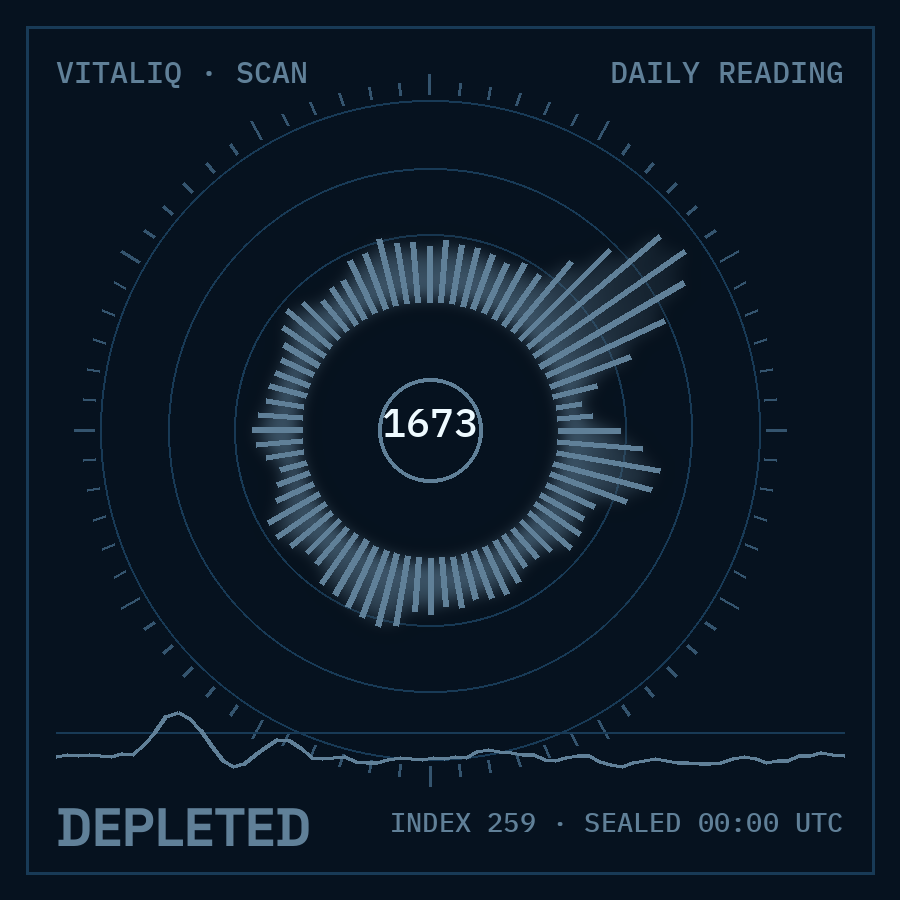 VITALIQ · SCAN
DAILY READING
1673
DEPLETED
INDEX 259 · SEALED 00:00 UTC